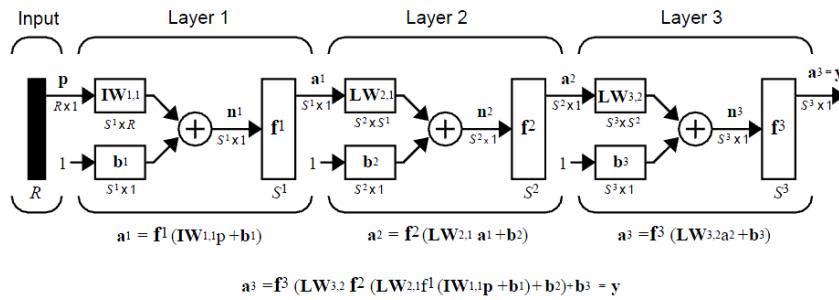 Input Layer 1 Layer 2 Layer 3
p a¹ a² a³ = y
IW1,1 LW2,1 LW3,2
R x 1 S¹ x 1 S² x 1 S³ x 1
n¹ n² n³
S¹ x R S² x S¹ S³ x S²
+ f¹ + f² + f³
S¹ x 1 S² x 1 S³ x 1
1 b¹ 1 b² 1 b³
S¹ x 1 S² x 1 S³ x 1
R S¹ S² S³
a¹ = f¹ (IW1,1p +b¹) a² = f² (LW2,1 a¹ +b²) a³ =f³ (LW3,2a² +b³)
a³ =f³ (LW3,2 f² (LW2,1f¹ (IW1,1p +b¹)+b²)+b³ = y